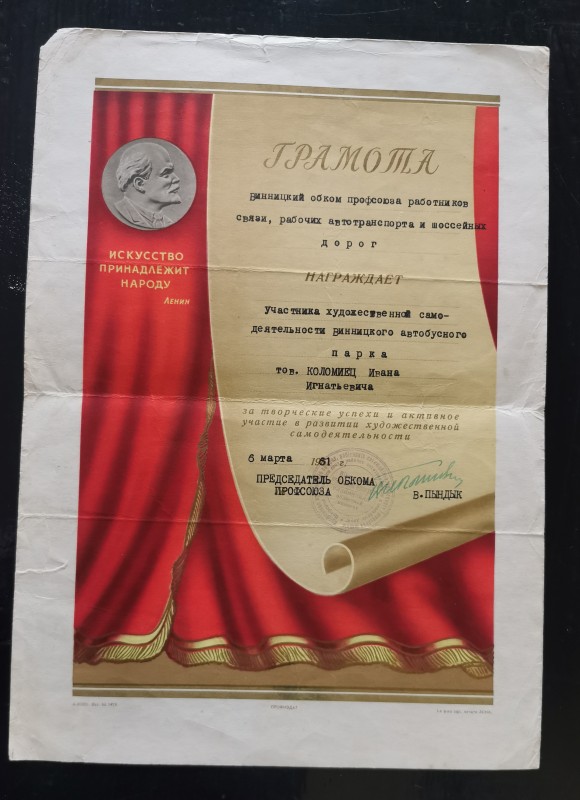 ГРАМОТА
Винницкий обком профсоюза работников
связи, рабочих автотранспорта и шоссейных
дорог
ИСКУССТВО
ПРИНАДЛЕЖИТ
НАРОДУ
Ленин
НАГРАЖДАЕТ
Участника художественной само-
деятельности Винницкого автобусного
парка
тов. КОЛОМИЕЦ Ивана
Игнатьевича
за творческие успехи и активное
участие в развитии художественной
самодеятельности
6 марта 1961 г.
ПРЕДСЕДАТЕЛЬ ОБКОМА
ПРОФСОЮЗА В.ПЫНДЫК